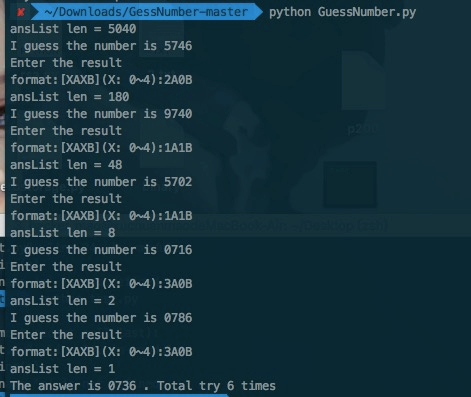 ✘ ~/Downloads/GessNumber-master python GuessNumber.py
ansList len = 5040
I guess the number is 5746
Enter the result
format:[XAXB](X: 0~4):2A0B
ansList len = 180
I guess the number is 9740
Enter the result
format:[XAXB](X: 0~4):1A1B
ansList len = 48
I guess the number is 5702
Enter the result
format:[XAXB](X: 0~4):1A1B
ansList len = 8
I guess the number is 0716
Enter the result
format:[XAXB](X: 0~4):3A0B
ansList len = 2
I guess the number is 0786
Enter the result
format:[XAXB](X: 0~4):3A0B
ansList len = 1
The answer is 0736 . Total try 6 times